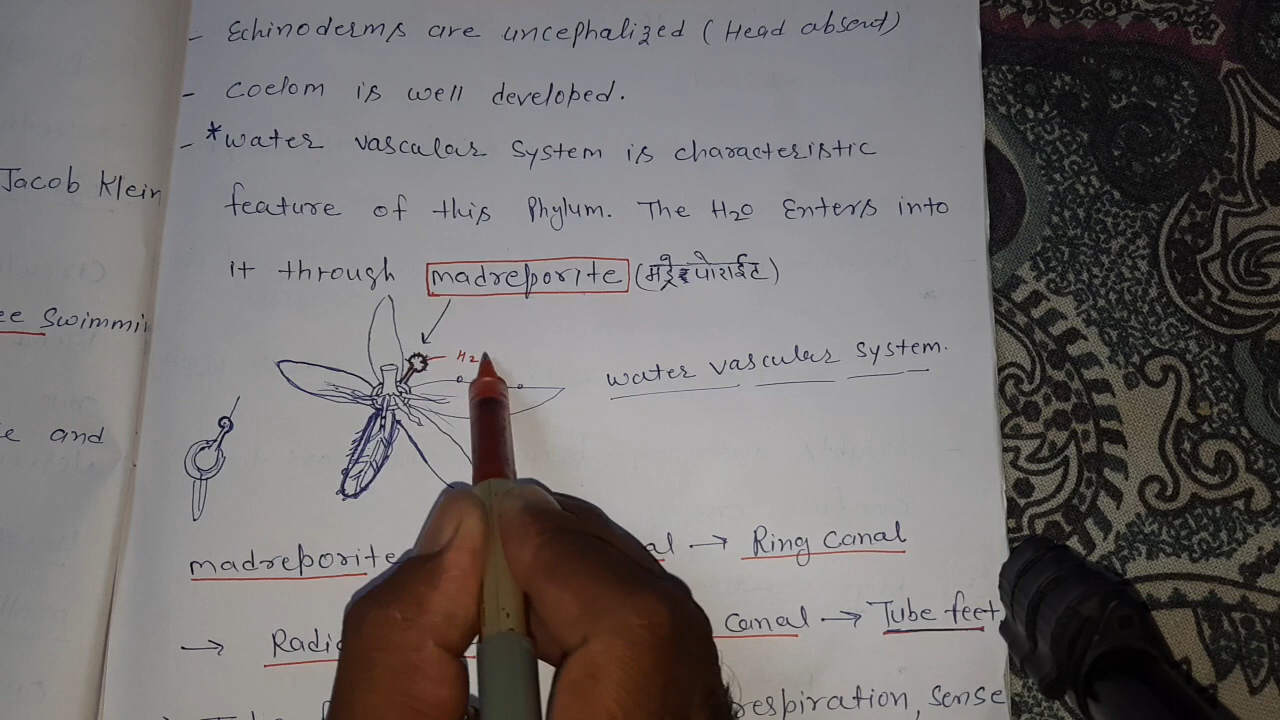 - Echinoderms are uncephalized (Head absent)
- Coelom is well developed.
- *water vascular system is characteristic
Jacob Klein
feature of this Phylum. The H2O Enters into
it through madreporite (मैड्रेपोराईट)
ee Swimmi
H2
water vascular system.
e and
madreporite al → Ring canal
→ Radi canal → Tube feet
respiration, sense